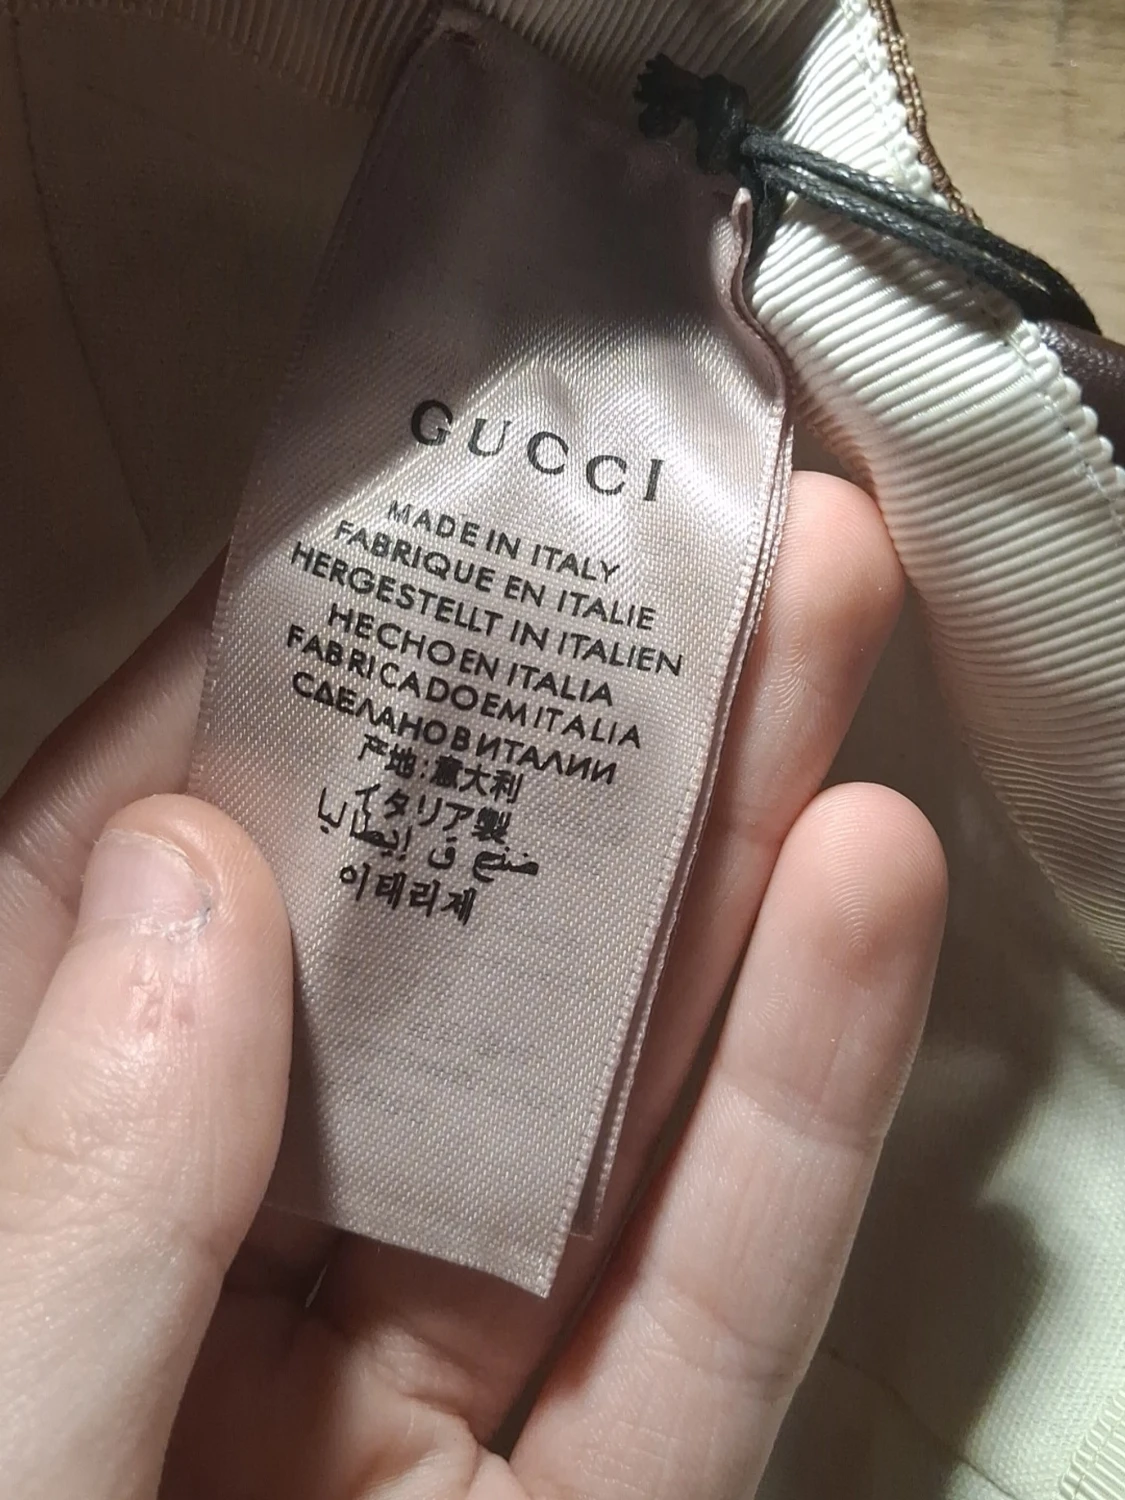 GUCCI
MADE IN ITALY
FABRIQUE EN ITALIE
HERGESTELLT IN ITALIEN
HECHO EN ITALIA
FABRICADO EM ITALIA
СДЕЛАНО В ИТАЛИИ
产地:意大利
イタリア製
صنع ق إيطاليا
이태리제